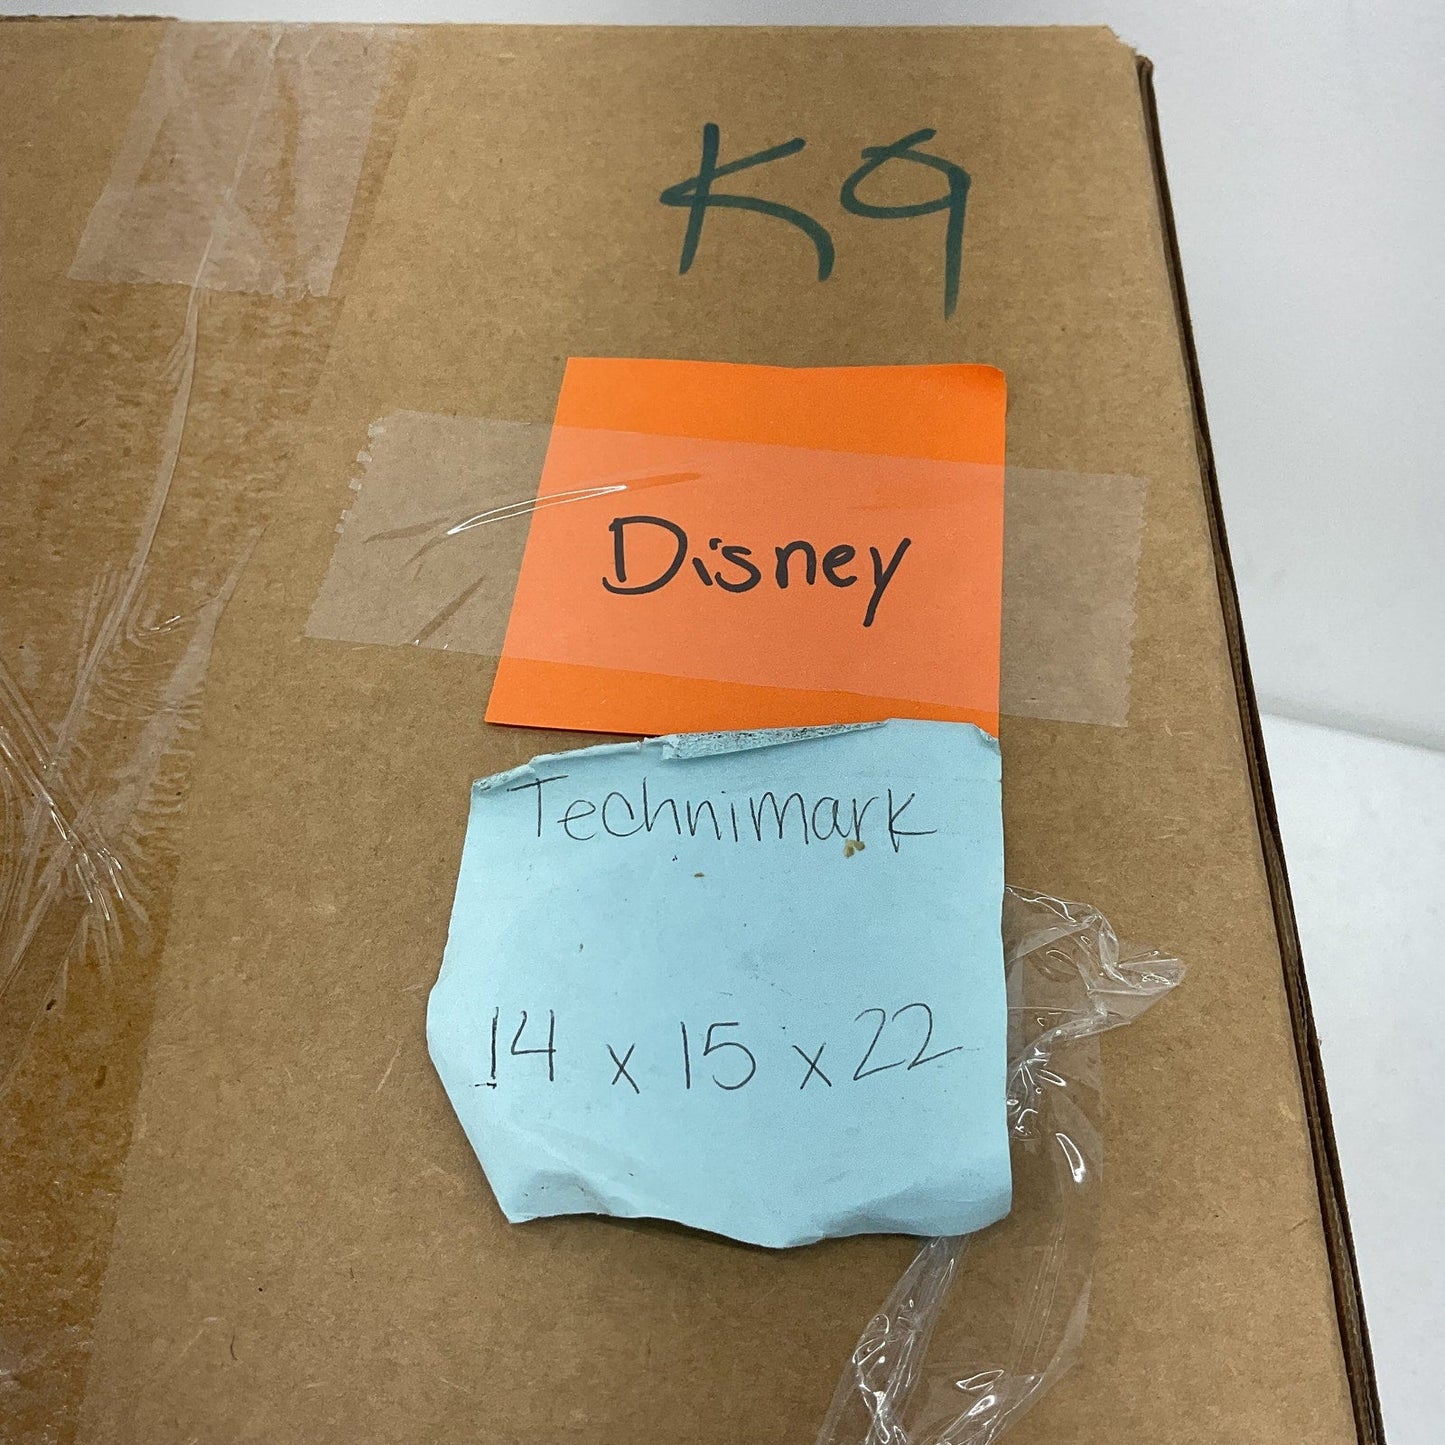 K9
Disney
Technimark
14 x 15 x 22